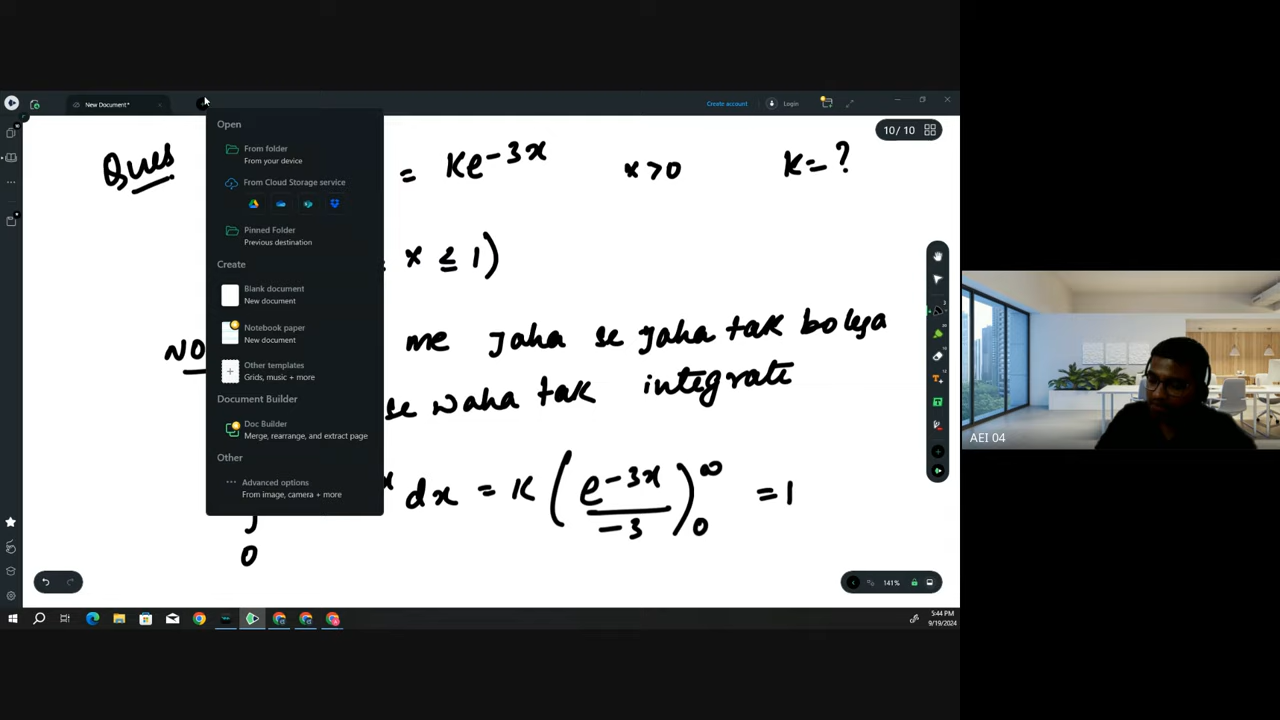 New Document*
Create account
Login
10 / 10
Ques = Ke-3x x>0 K=?
x ≤ 1)
NO me jaha se jaha tak bolega
se waha tak integrate
dx = K ( e-3x / -3 ) ∞ 0 = 1
0
Open
From folder
From your device
From Cloud Storage service
Pinned Folder
Previous destination
Create
Blank document
New document
Notebook paper
New document
Other templates
Grids, music + more
Document Builder
Doc Builder
Merge, rearrange, and extract page
Other
Advanced options
From image, camera + more
141%
5:44 PM
9/19/2024
AEI 04